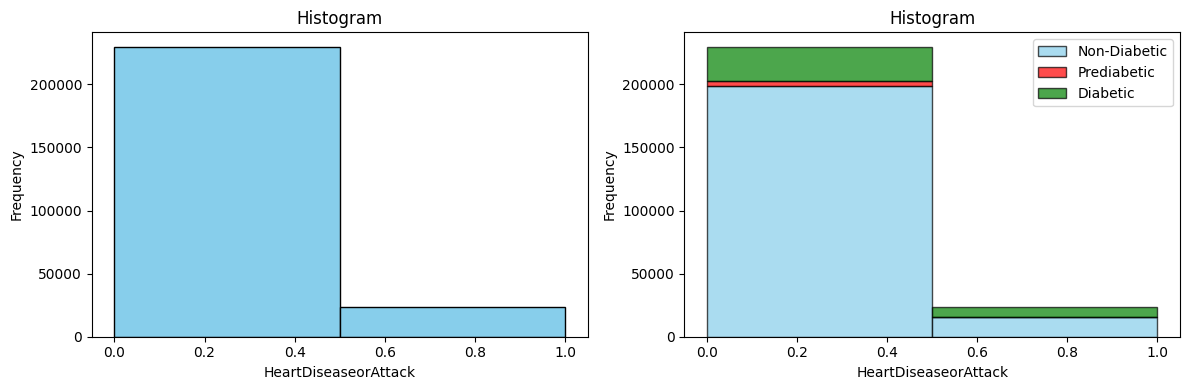 Histogram
Frequency
200000
150000
100000
50000
0
0.0 0.2 0.4 0.6 0.8 1.0
HeartDiseaseorAttack
Histogram
Frequency
200000
150000
100000
50000
0
Non-Diabetic
Prediabetic
Diabetic
0.0 0.2 0.4 0.6 0.8 1.0
HeartDiseaseorAttack